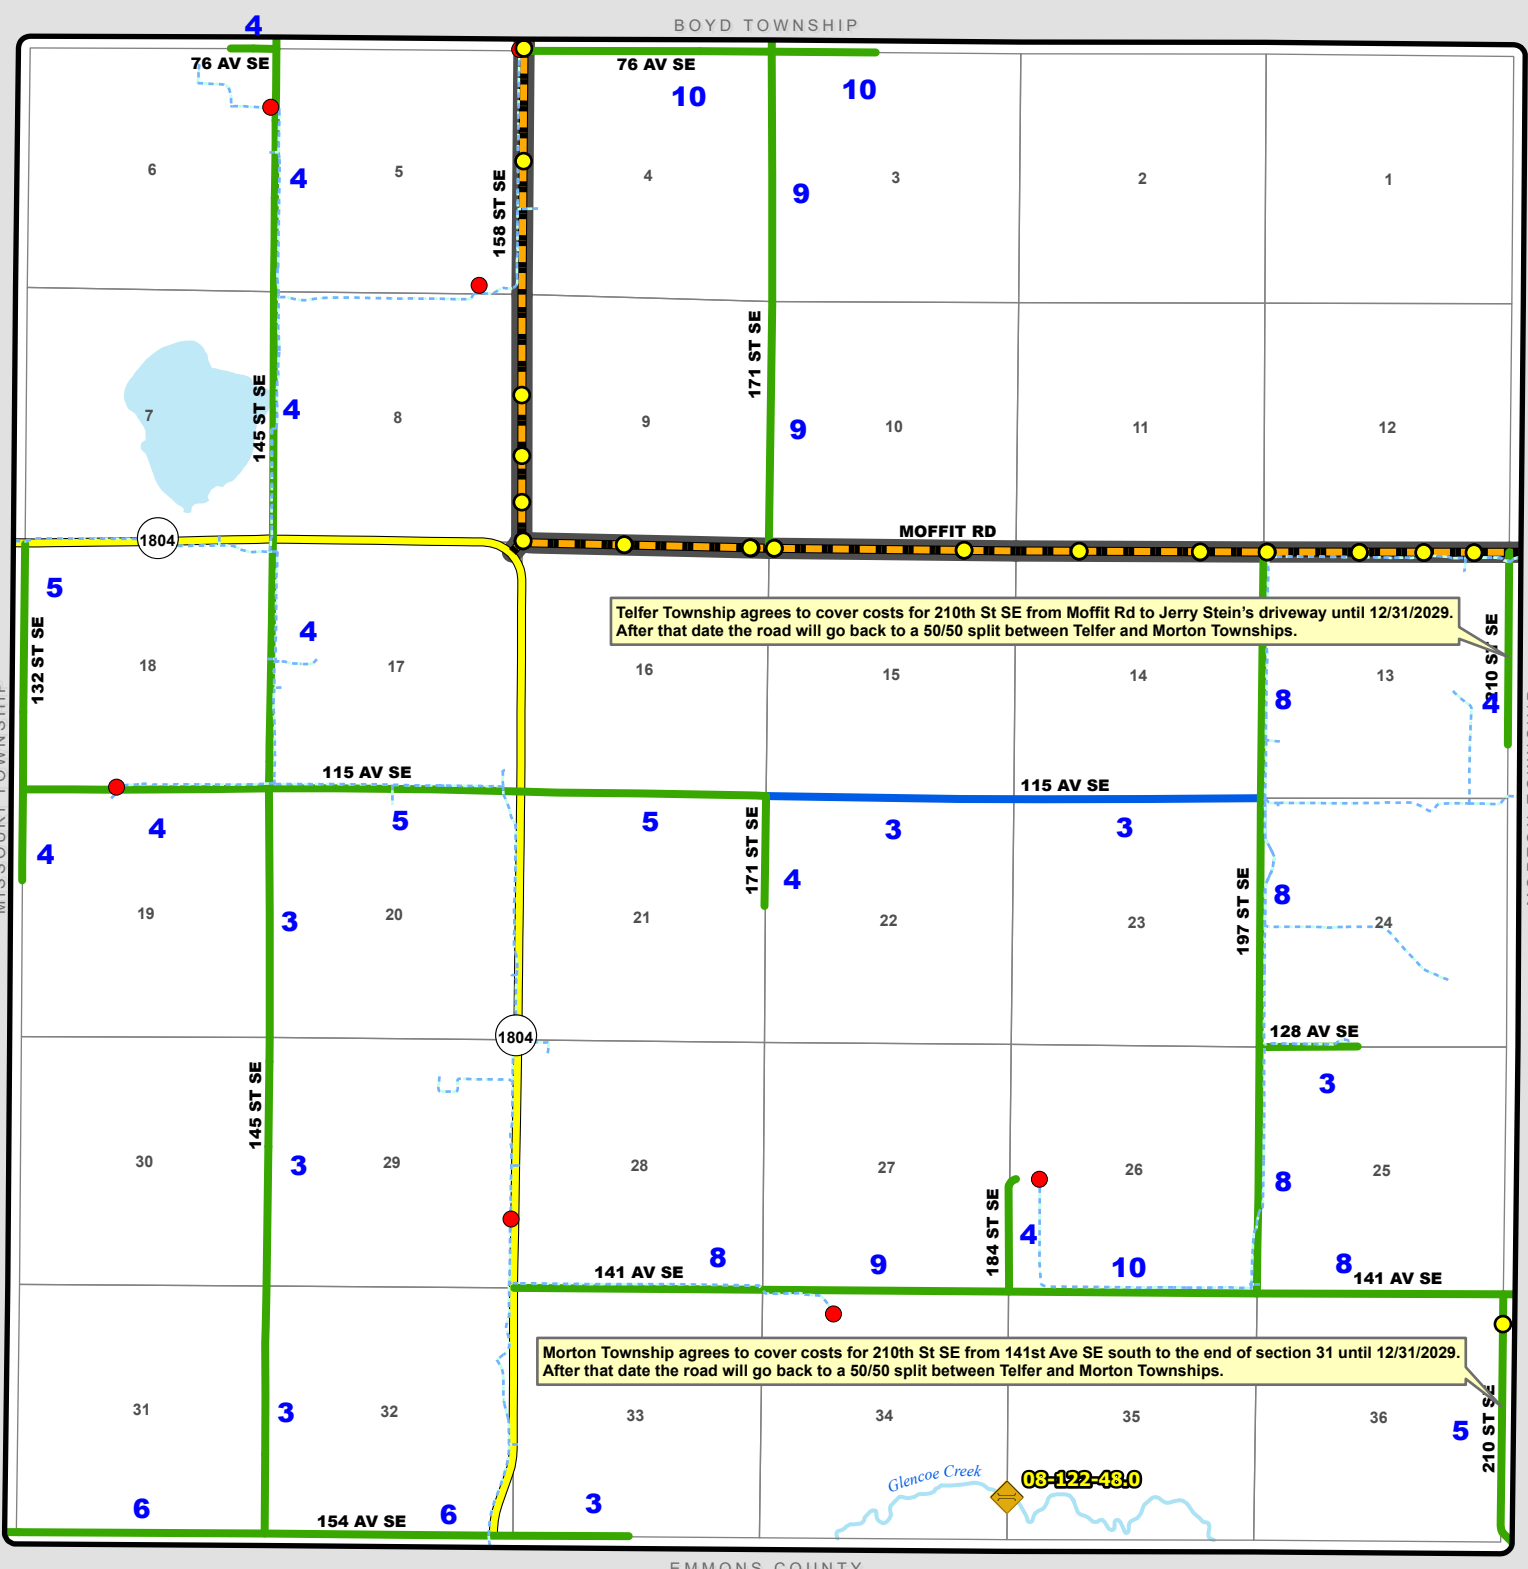 BOYD TOWNSHIP
4
76 AV SE
76 AV SE
10
10
6
4
5
158 ST SE
4
9
3
2
1
171 ST SE
145 ST SE
7
4
8
9
9
10
11
12
1804
MOFFIT RD
5
132 ST SE
4
18
17
16
15
14
13
8
Telfer Township agrees to cover costs for 210th St SE from Moffit Rd to Jerry Stein's driveway until 12/31/2029.
After that date the road will go back to a 50/50 split between Telfer and Morton Townships.
210 ST SE
4
MISSOURI TOWNSHIP
115 AV SE
115 AV SE
4
4
5
5
171 ST SE
3
3
4
19
3
20
21
22
23
197 ST SE
8
24
1804
128 AV SE
3
145 ST SE
30
3
29
28
27
26
25
8
184 ST SE
4
8
9
10
8
141 AV SE
141 AV SE
Morton Township agrees to cover costs for 210th St SE from 141st Ave SE south to the end of section 31 until 12/31/2029.
After that date the road will go back to a 50/50 split between Telfer and Morton Townships.
210 ST SE
31
3
32
33
34
35
36
5
Glencoe Creek
08-122-48.0
6
154 AV SE
6
3
EMMONS COUNTY